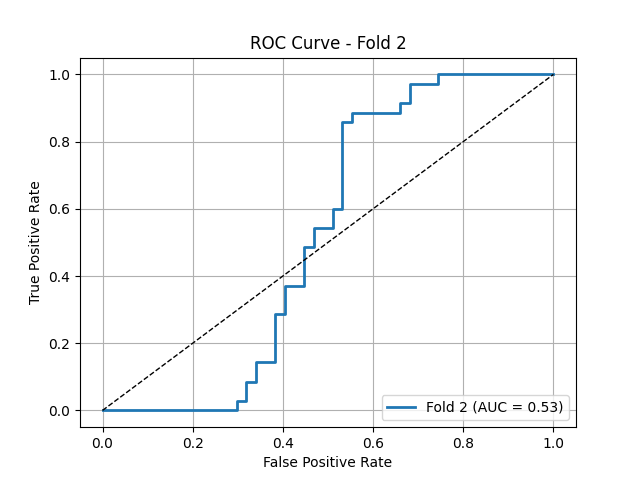 ROC Curve - Fold 2
True Positive Rate
1.0
0.8
0.6
0.4
0.2
0.0
Fold 2 (AUC = 0.53)
0.0 0.2 0.4 0.6 0.8 1.0
False Positive Rate